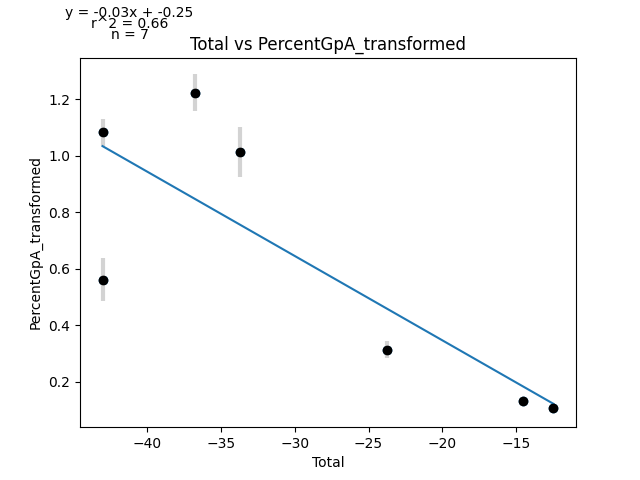 y = -0.03x + -0.25
r^2 = 0.66
n = 7
Total vs PercentGpA_transformed
PercentGpA_transformed
1.2
1.0
0.8
0.6
0.4
0.2
−40
−35
−30
−25
−20
−15
Total